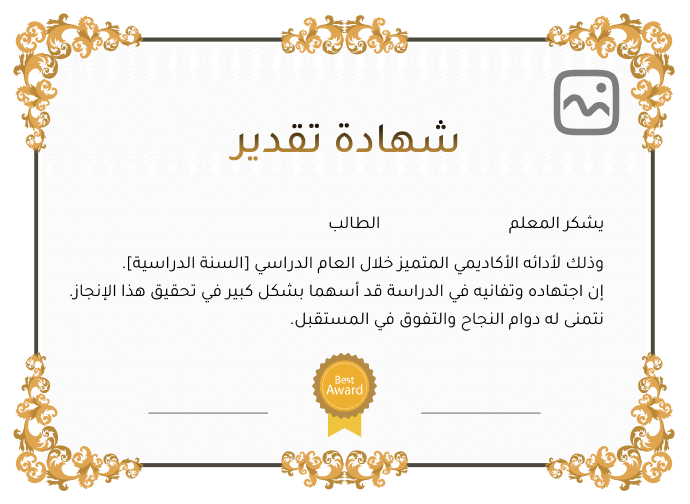 شهادة تقدير
يشكر المعلم الطالب
وذلك لأدائه الأكاديمي المتميز خلال العام الدراسي [السنة الدراسية].
إن اجتهاده وتفانيه في الدراسة قد أسهما بشكل كبير في تحقيق هذا الإنجاز.
نتمنى له دوام النجاح والتفوق في المستقبل.
Best
Award